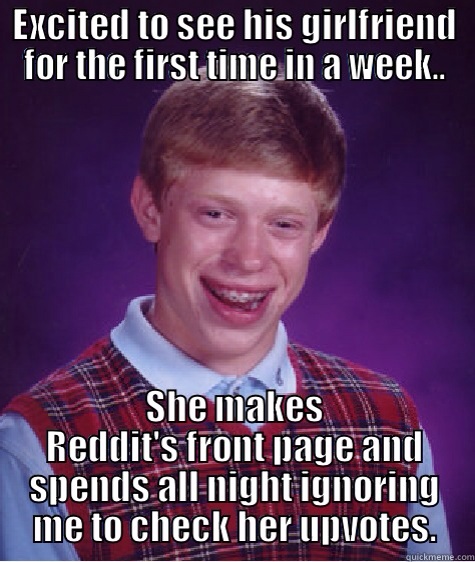 Excited to see his girlfriend
for the first time in a week..
She makes
Reddit's front page and
spends all night ignoring
me to check her upvotes.
quickmeme.com